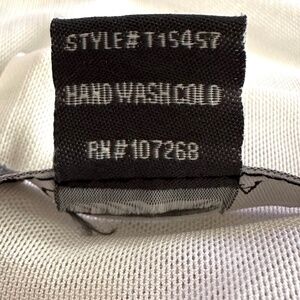 STYLE# T15457
HAND WASH COLD
RN#107268